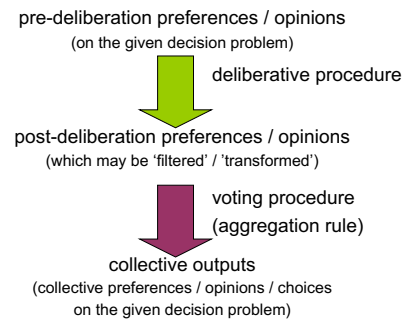 pre-deliberation preferences / opinions
(on the given decision problem)
deliberative procedure
post-deliberation preferences / opinions
(which may be ‘filtered’ / ’transformed’)
voting procedure
(aggregation rule)
collective outputs
(collective preferences / opinions / choices
on the given decision problem)